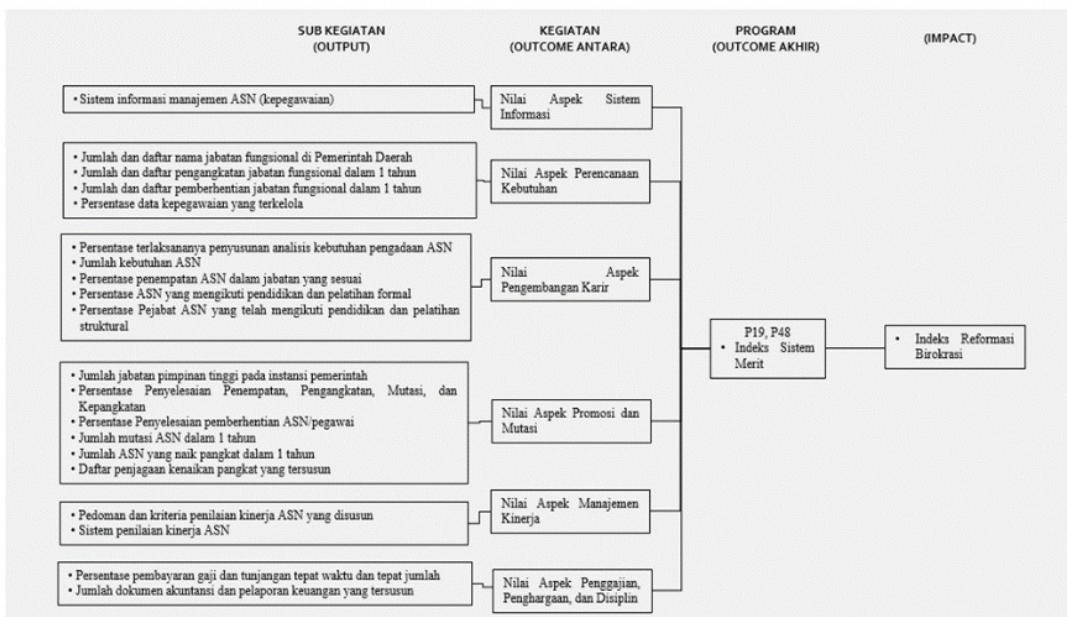 SUB KEGIATAN
(OUTPUT)
KEGIATAN
(OUTCOME ANTARA)
PROGRAM
(OUTCOME AKHIR)
(IMPACT)
• Sistem informasi manajemen ASN (kepegawaian)
Nilai Aspek Sistem
Informasi
• Jumlah dan daftar nama jabatan fungsional di Pemerintah Daerah
• Jumlah dan daftar pengangkatan jabatan fungsional dalam 1 tahun
• Jumlah dan daftar pemberhentian jabatan fungsional dalam 1 tahun
• Persentase data kepegawaian yang terkelola
Nilai Aspek Perencanaan
Kebutuhan
• Persentase terlaksananya penyusunan analisis kebutuhan pengadaan ASN
• Jumlah kebutuhan ASN
• Persentase penempatan ASN dalam jabatan yang sesuai
• Persentase ASN yang mengikuti pendidikan dan pelatihan formal
• Persentase Pejabat ASN yang telah mengikuti pendidikan dan pelatihan
struktural
Nilai Aspek
Pengembangan Karir
• Jumlah jabatan pimpinan tinggi pada instansi pemerintah
• Persentase Penyelesaian Penempatan, Pengangkatan, Mutasi, dan
Kepangkatan
• Persentase Penyelesaian pemberhentian ASN/pegawai
• Jumlah mutasi ASN dalam 1 tahun
• Jumlah ASN yang naik pangkat dalam 1 tahun
• Daftar penjagaan kenaikan pangkat yang tersusun
Nilai Aspek Promosi dan
Mutasi
• Pedoman dan kriteria penilaian kinerja ASN yang disusun
• Sistem penilaian kinerja ASN
Nilai Aspek Manajemen
Kinerja
• Persentase pembayaran gaji dan tunjangan tepat waktu dan tepat jumlah
• Jumlah dokumen akuntansi dan pelaporan keuangan yang tersusun
Nilai Aspek Penggajian,
Penghargaan, dan Disiplin
P19, P48
• Indeks Sistem
Merit
• Indeks Reformasi
Birokrasi